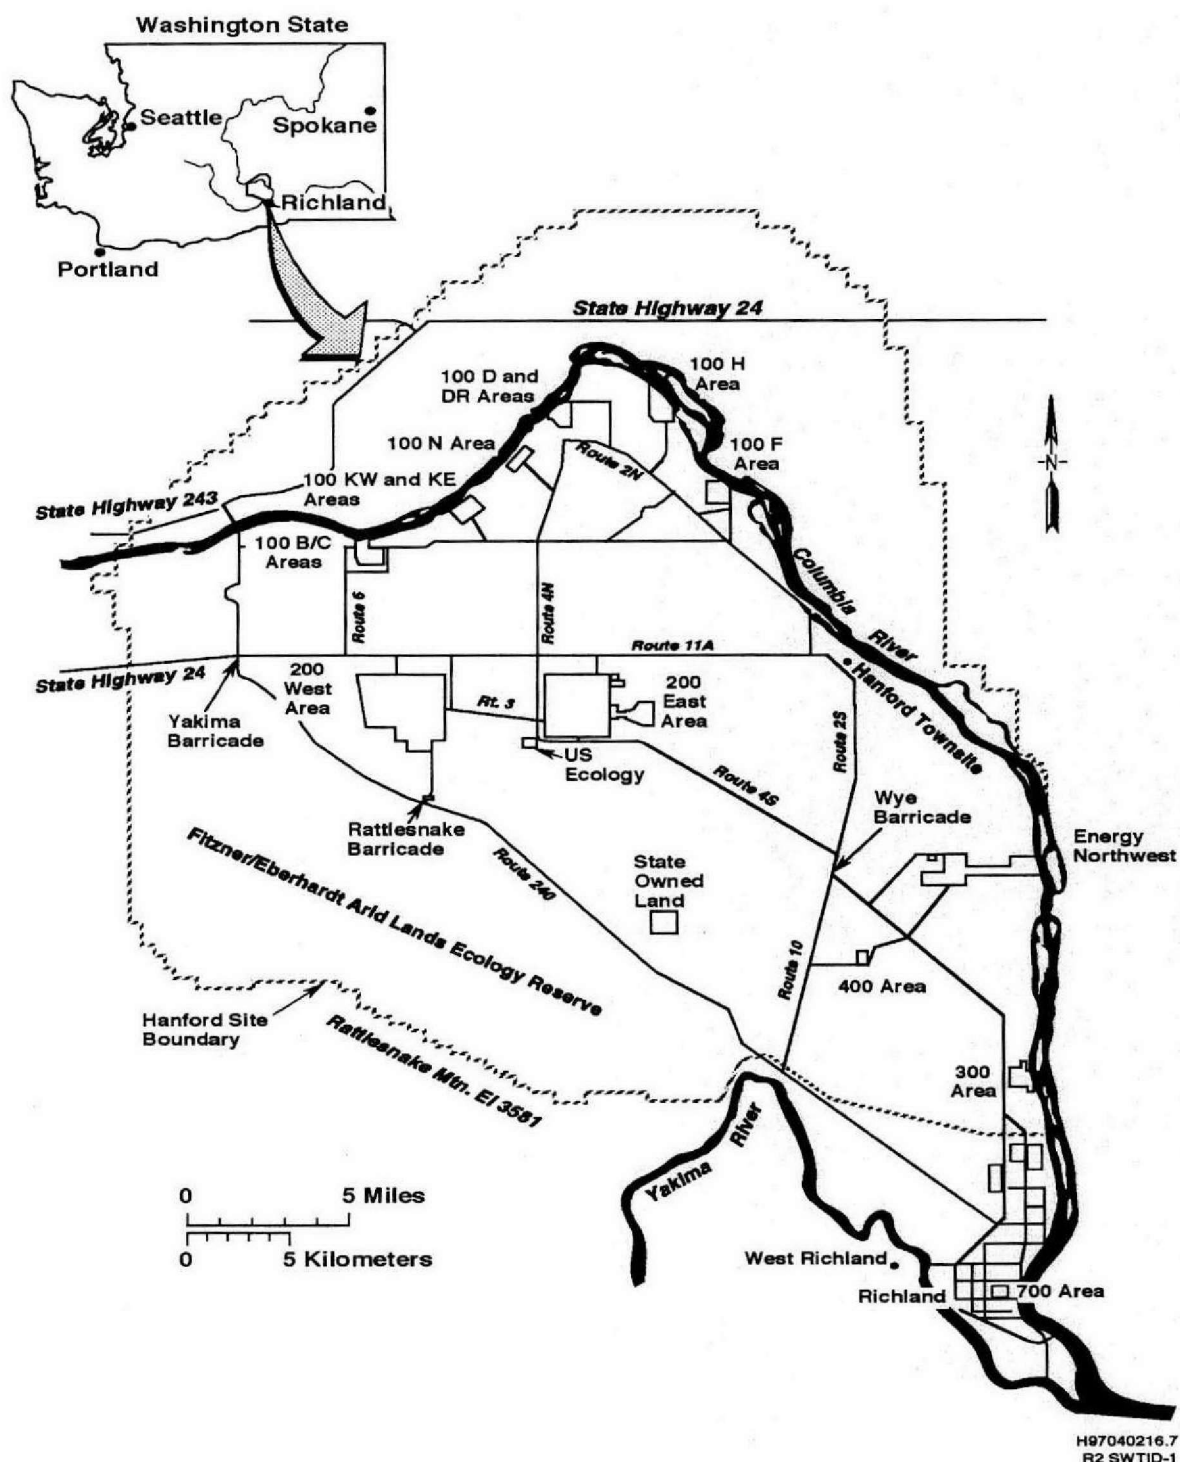 Washington State
Seattle
Spokane
Richland
Portland
State Highway 24
100 D and
DR Areas
100 H
Area
100 N Area
Route 2N
100 F
Area
100 KW and KE
Areas
State Highway 243
N
100 B/C
Areas
Columbia
River
Route 6
Route 4N
Route 11A
State Highway 24
200
West
Area
Rt. 3
200
East
Area
Hanford Townsite
Yakima
Barricade
US
Ecology
Route 2S
Route 4S
Wye
Barricade
Rattlesnake
Barricade
Energy
Northwest
Fitzner/Eberhardt Arid Lands Ecology Reserve
Route 240
State
Owned
Land
Route 10
400 Area
Hanford Site
Boundary
Rattlesnake Mtn. El 3581
300
Area
Yakima
River
0 5 Miles
0 5 Kilometers
West Richland
Richland
700 Area
H97040216.7
R2 SWTID-1